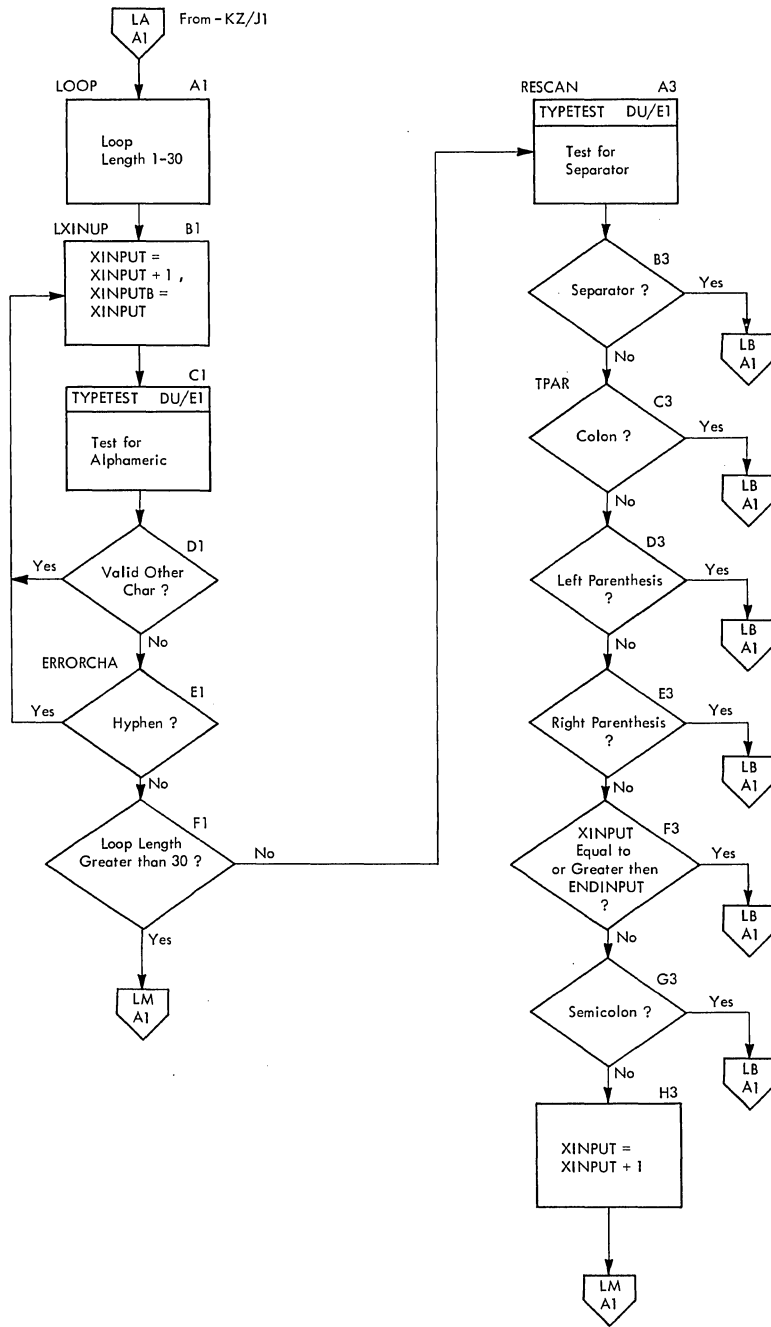 LA
A1
From - KZ/J1
LOOP A1
Loop
Length 1-30
LXINUP B1
XINPUT =
XINPUT + 1 ,
XINPUTB =
XINPUT
C1
TYPETEST DU/E1
Test for
Alphameric
D1
Yes
Valid Other
Char ?
No
ERRORCHA
E1
Yes
Hyphen ?
No
F1
Loop Length
Greater than 30 ?
No
Yes
LM
A1
RESCAN A3
TYPETEST DU/E1
Test for
Separator
B3
Separator ?
Yes
LB
A1
No
TPAR
C3
Colon ?
Yes
LB
A1
No
D3
Left Parenthesis
?
Yes
LB
A1
No
E3
Right Parenthesis
?
Yes
LB
A1
No
F3
XINPUT
Equal to
or Greater then
ENDINPUT
?
Yes
LB
A1
No
G3
Semicolon ?
Yes
LB
A1
No
H3
XINPUT =
XINPUT + 1
LM
A1